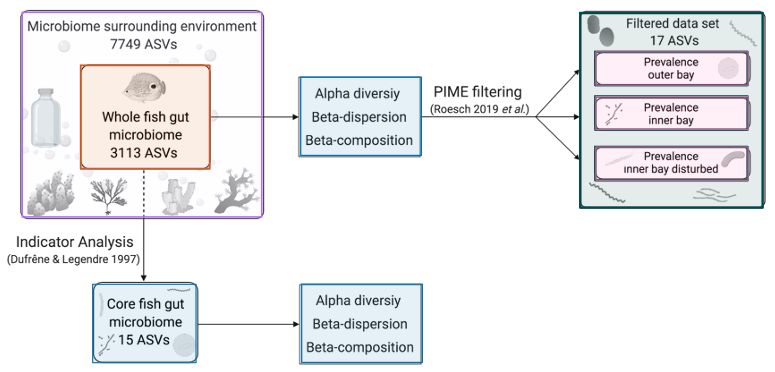 Microbiome surrounding environment
7749 ASVs
Whole fish gut
microbiome
3113 ASVs
Alpha diversiy
Beta-dispersion
Beta-composition
PIME filtering
(Roesch 2019 et al.)
Filtered data set
17 ASVs
Prevalence
outer bay
Prevalence
inner bay
Prevalence
inner bay disturbed
Indicator Analysis
(Dufrêne & Legendre 1997)
Core fish gut
microbiome
15 ASVs
Alpha diversiy
Beta-dispersion
Beta-composition